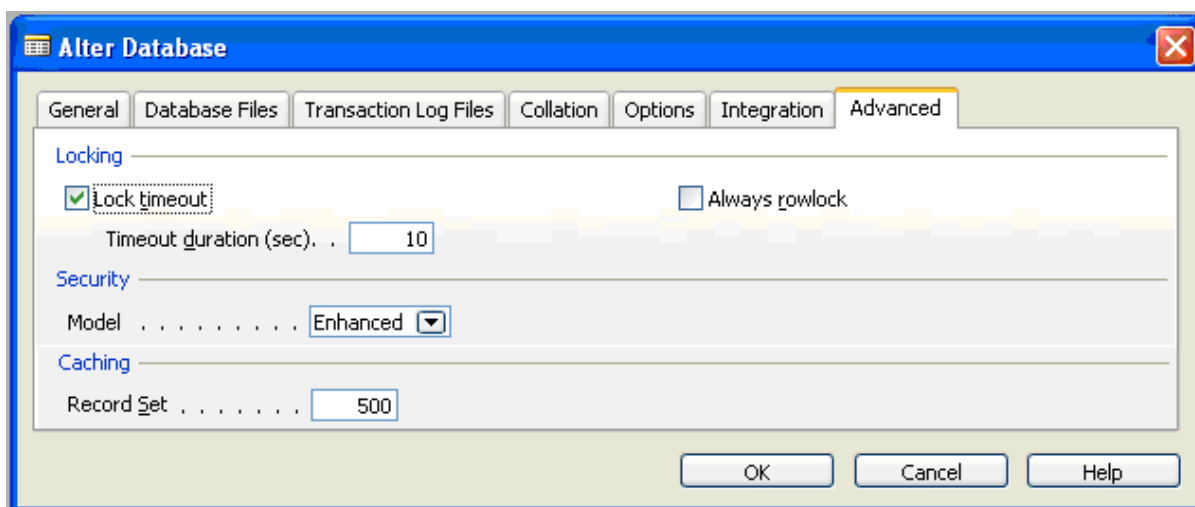 Alter Database
General Database Files Transaction Log Files Collation Options Integration Advanced
Locking
Lock timeout Always rowlock
Timeout duration (sec). . 10
Security
Model . . . . . . . . . Enhanced
Caching
Record Set . . . . . . . 500
OK Cancel Help